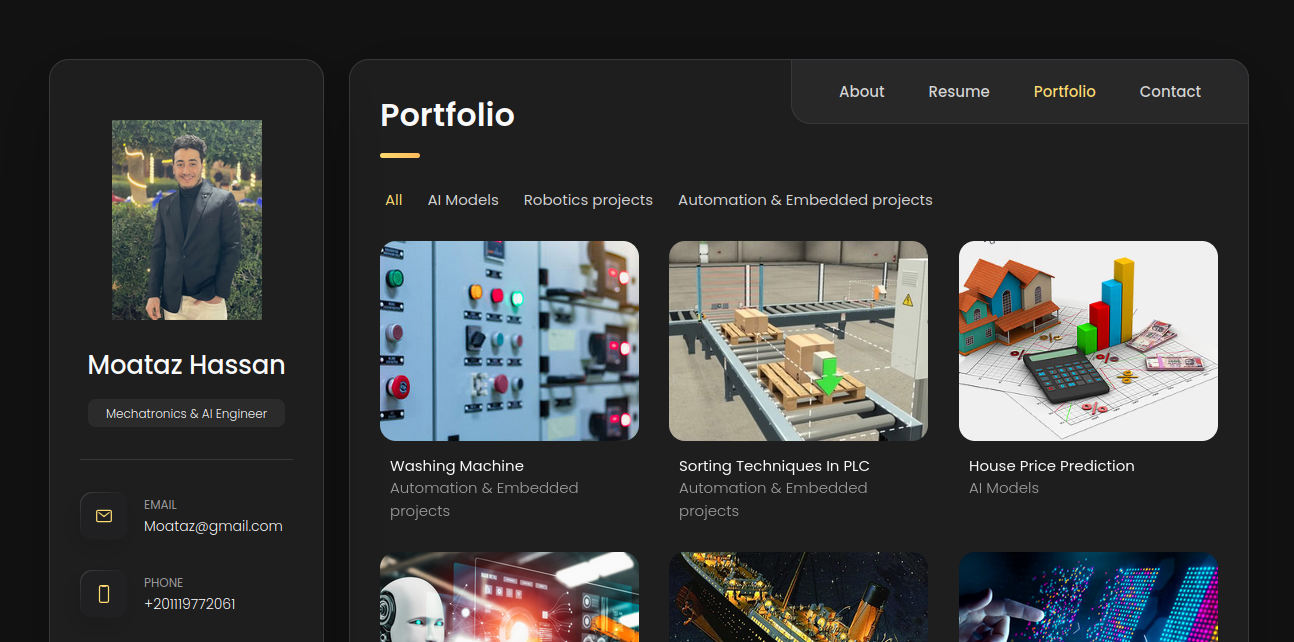 Moataz Hassan
Mechatronics & AI Engineer
EMAIL
Moataz@gmail.com
PHONE
+201119772061
About
Resume
Portfolio
Contact
Portfolio
All
AI Models
Robotics projects
Automation & Embedded projects
Washing Machine
Automation & Embedded
projects
Sorting Techniques In PLC
Automation & Embedded
projects
House Price Prediction
AI Models